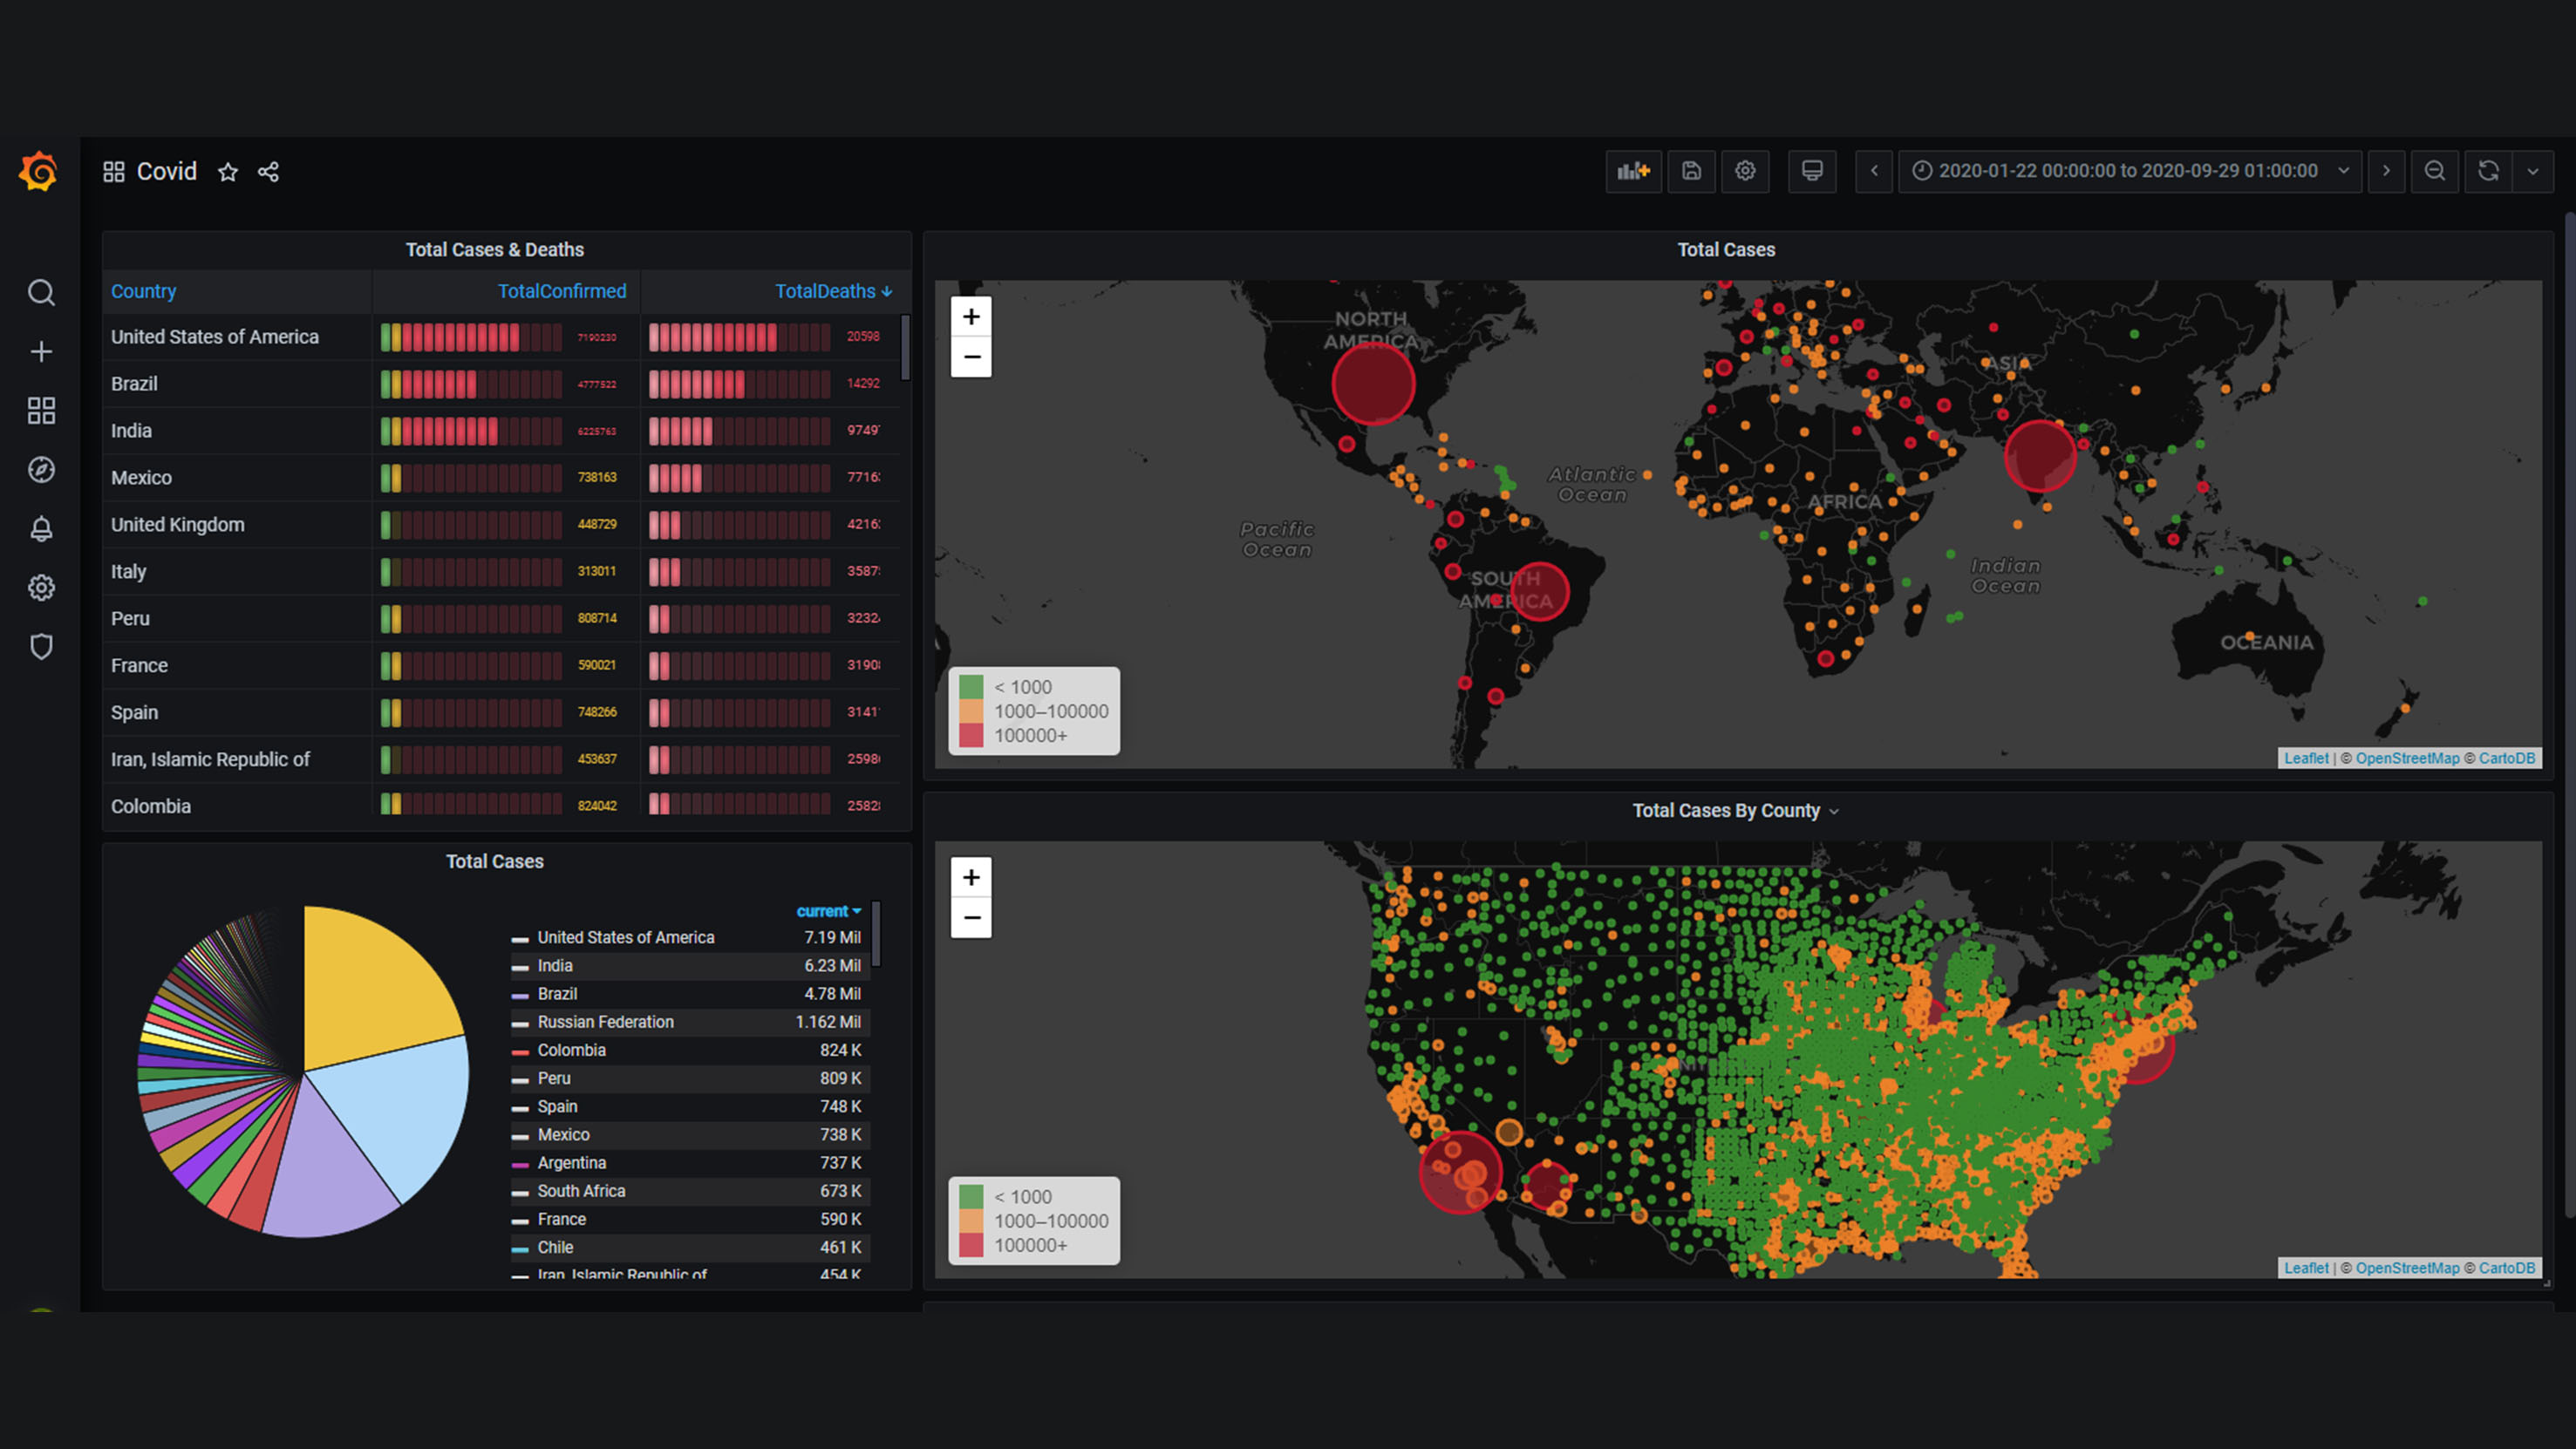 Covid
2020-01-22 00:00:00 to 2020-09-29 01:00:00
Total Cases & Deaths
Country TotalConfirmed TotalDeaths
United States of America 7190230 20598
Brazil 4777522 14292
India 6225763 9749
Mexico 738163 7716
United Kingdom 448729 4216
Italy 313011 3587
Peru 808714 3232
France 590021 3190
Spain 748266 3141
Iran, Islamic Republic of 453637 2598
Colombia 824042 2582
Total Cases
current
United States of America 7.19 Mil
India 6.23 Mil
Brazil 4.78 Mil
Russian Federation 1.162 Mil
Colombia 824 K
Peru 809 K
Spain 748 K
Mexico 738 K
Argentina 737 K
South Africa 673 K
France 590 K
Chile 461 K
Iran, Islamic Republic of 454 K
Total Cases
+
−
NORTH
AMERICA
ASIA
Atlantic
Ocean
AFRICA
Pacific
Ocean
Indian
Ocean
SOUTH
AMERICA
OCEANIA
< 1000
1000–100000
100000+
Leaflet | © OpenStreetMap © CartoDB
Total Cases By County
+
−
< 1000
1000–100000
100000+
Leaflet | © OpenStreetMap © CartoDB